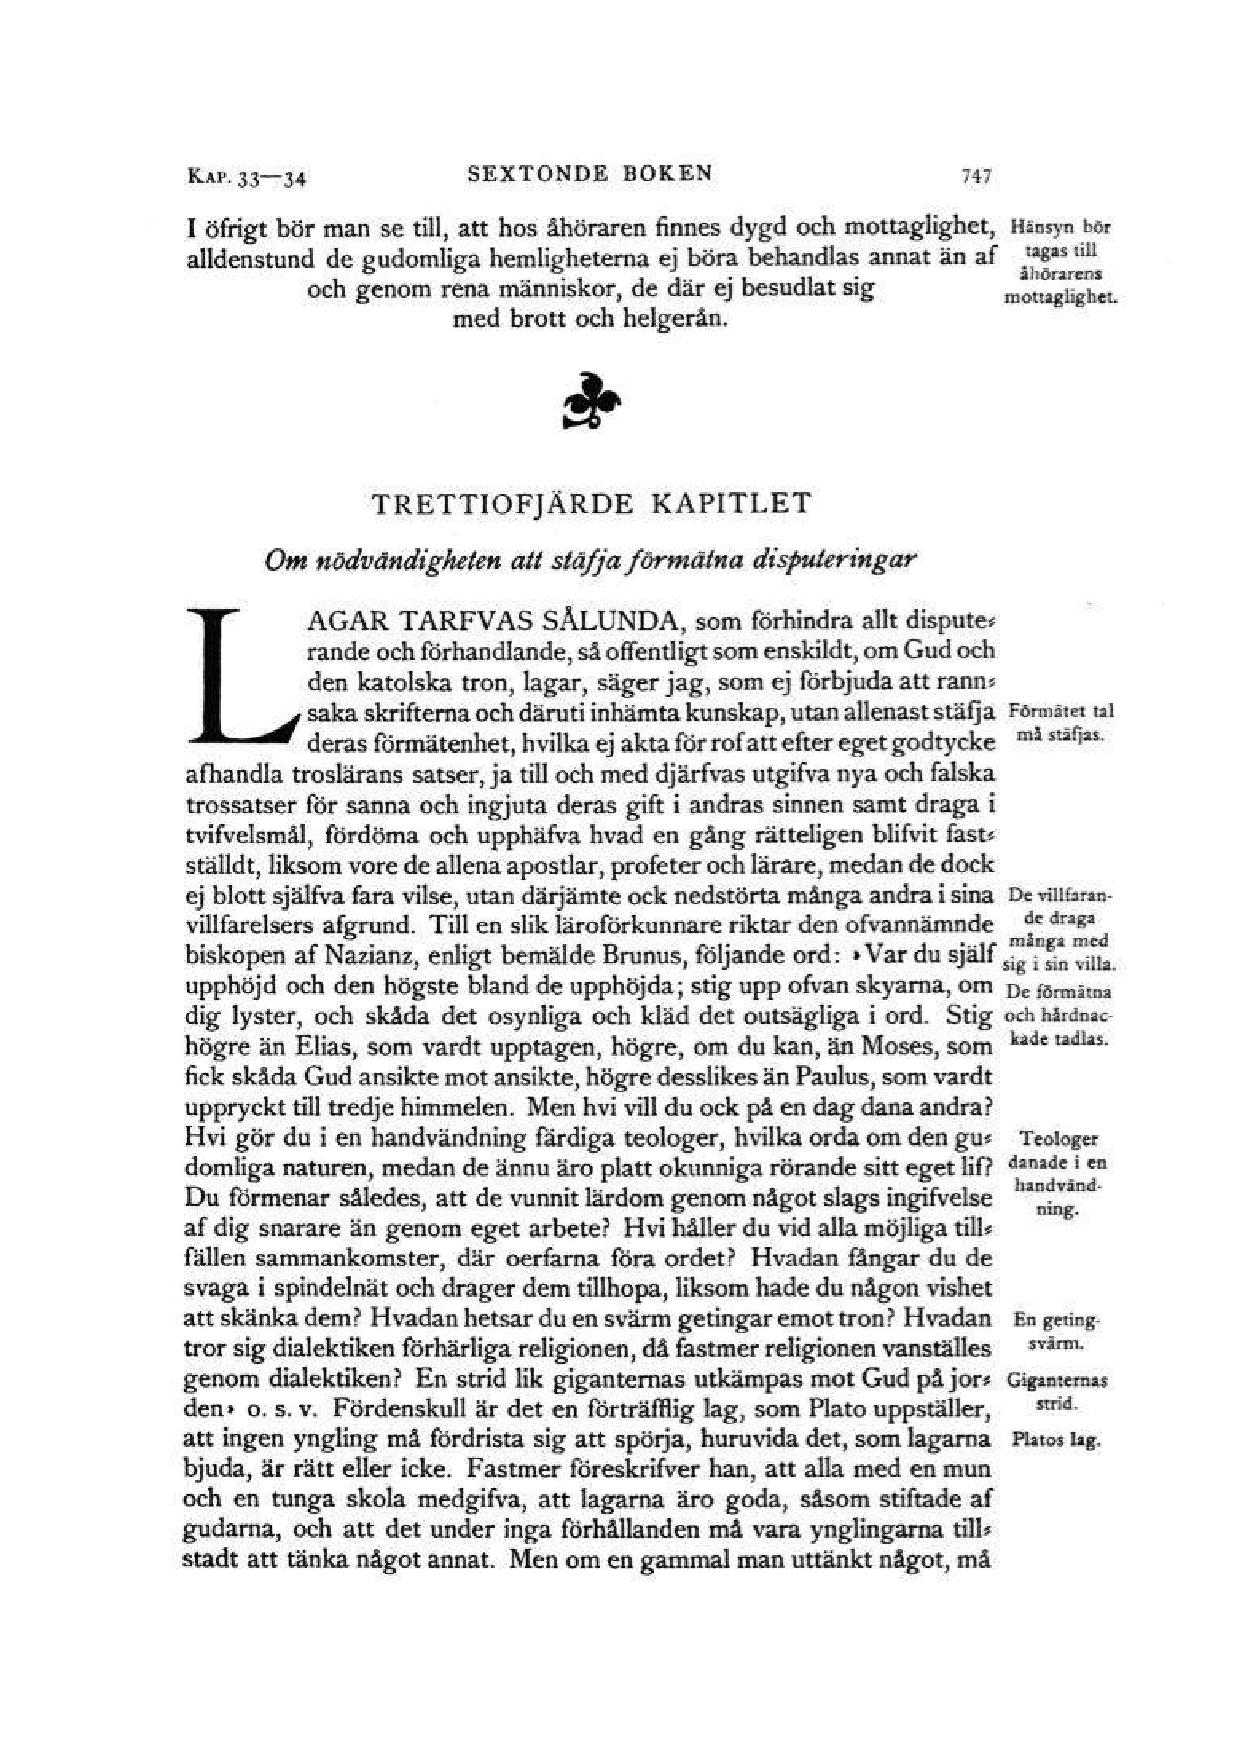 KAP. 33—34
SEXTONDE BOKEN
747
I öfrigt bör man se till, att hos åhöraren finnes dygd och mottaglighet,
alldenstund de gudomliga hemligheterna ej böra behandlas annat än af
och genom rena människor, de där ej besudlat sig
med brott och helgerån.
Hänsyn bör
tagas till
åhörarens
mottaglighet.
TRETTIOFJÄRDE KAPITLET
Om nödvändigheten att stäfja förmätna disputeringar
LAGAR TARFVAS SÅLUNDA, som förhindra allt dispute-
rande och förhandlande, så offentligt som enskildt, om Gud och
den katolska tron, lagar, säger jag, som ej förbjuda att rann-
saka skrifterna och däruti inhämta kunskap, utan allenast stäfja
deras förmätenhet, hvilka ej akta för rof att efter eget godtycke
afhandla troslärans satser, ja till och med djärfvas utgifva nya och falska
trossatser för sanna och ingjuta deras gift i andras sinnen samt draga i
tvifvelsmål, fördöma och upphäfva hvad en gång rätteligen blifvit fast-
ställdt, liksom vore de allena apostlar, profeter och lärare, medan de dock
ej blott själfva fara vilse, utan därjämte ock nedstörta många andra i sina
villfarelsers afgrund. Till en slik läroförkunnare riktar den ofvannämnde
biskopen af Nazianz, enligt bemälde Brunus, följande ord: »Var du själf
upphöjd och den högste bland de upphöjda; stig upp ofvan skyarna, om
dig lyster, och skåda det osynliga och kläd det outsägliga i ord. Stig
högre än Elias, som vardt upptagen, högre, om du kan, än Moses, som
fick skåda Gud ansikte mot ansikte, högre desslikes än Paulus, som vardt
uppryckt till tredje himmelen. Men hvi vill du ock på en dag dana andra?
Hvi gör du i en handvändning färdiga teologer, hvilka orda om den gu-
domliga naturen, medan de ännu äro platt okunniga rörande sitt eget lif?
Du förmenar således, att de vunnit lärdom genom något slags ingifvelse
af dig snarare än genom eget arbete? Hvi håller du vid alla möjliga till-
fällen sammankomster, där oerfarna föra ordet? Hvadan fångar du de
svaga i spindelnät och drager dem tillhopa, liksom hade du någon vishet
att skänka dem? Hvadan hetsar du en svärm getingar emot tron? Hvadan
tror sig dialektiken förhärliga religionen, då fastmer religionen vanställes
genom dialektiken? En strid lik giganternas utkämpas mot Gud på jor-
den» o. s. v. Fördenskull är det en förträfflig lag, som Plato uppställer,
att ingen yngling må fördrista sig att spörja, huruvida det, som lagarna
bjuda, är rätt eller icke. Fastmer föreskrifver han, att alla med en mun
och en tunga skola medgifva, att lagarna äro goda, såsom stiftade af
gudarna, och att det under inga förhållanden må vara ynglingarna till-
stadt att tänka något annat. Men om en gammal man uttänkt något, må
Förmätet tal
må stäfjas.
De villfaran-
de draga
många med
sig i sin villa.
De förmätna
och hårdnac-
kade tadlas.
Teologer
danade i en
handvänd-
ning.
En geting-
svärm.
Giganternas
strid.
Platos lag.